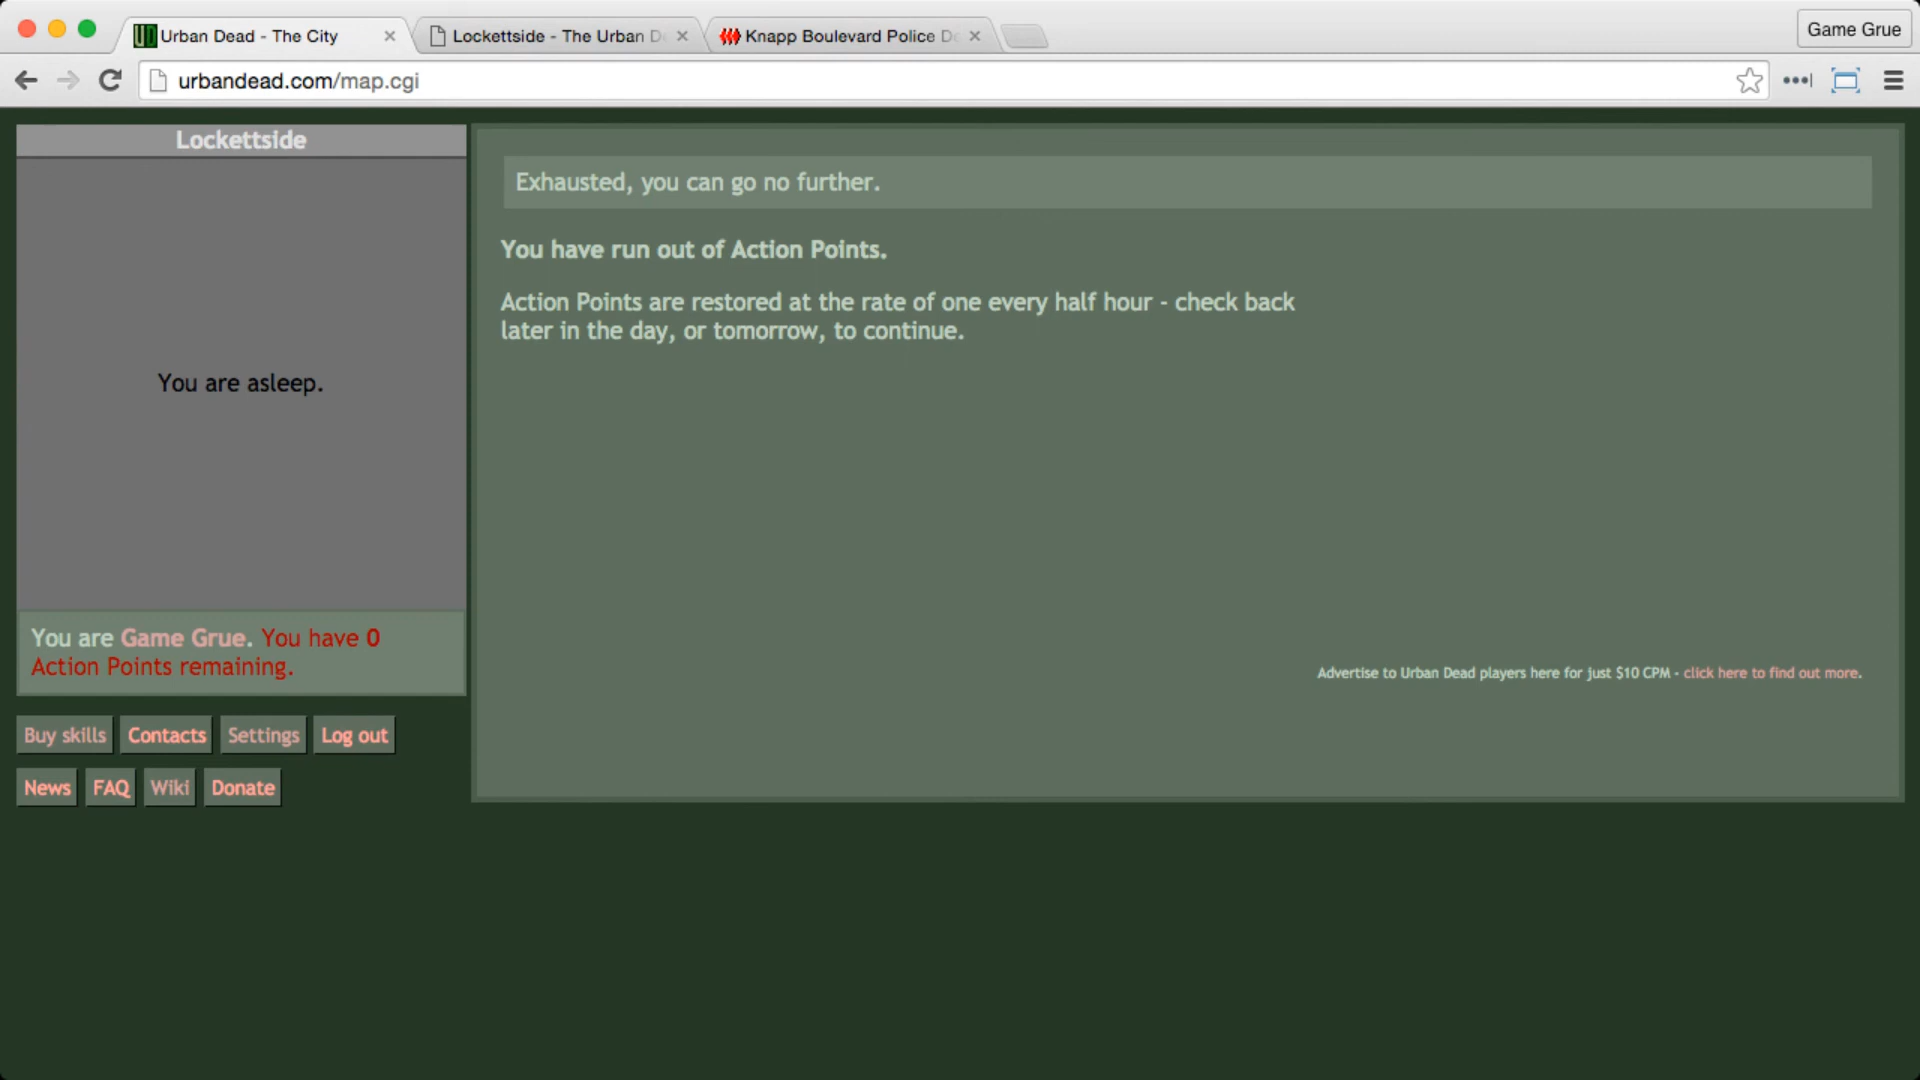 Urban Dead - The City
Lockettside - The Urban D
Knapp Boulevard Police De
Game Grue
urbandead.com/map.cgi
Lockettside
You are asleep.
You are Game Grue. You have 0
Action Points remaining.
Buy skills Contacts Settings Log out
News FAQ Wiki Donate
Exhausted, you can go no further.
You have run out of Action Points.
Action Points are restored at the rate of one every half hour - check back
later in the day, or tomorrow, to continue.
Advertise to Urban Dead players here for just $10 CPM - click here to find out more.